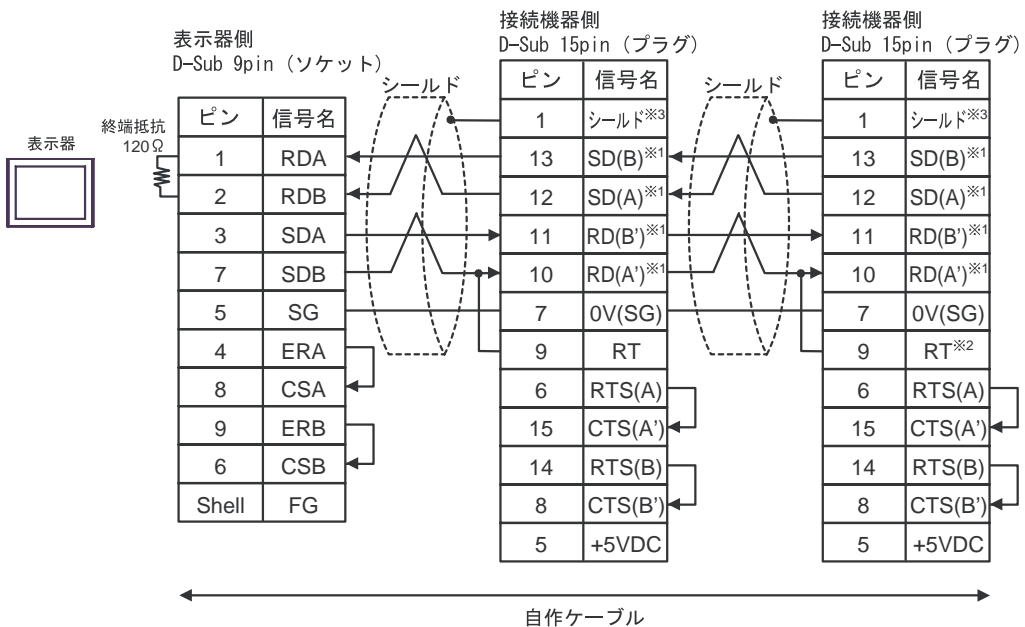 表示器側
D-Sub 9pin（ソケット）
接続機器側
D-Sub 15pin（プラグ）
接続機器側
D-Sub 15pin（プラグ）
表示器
終端抵抗
120Ω
シールド
シールド
ピン 信号名
1 RDA
2 RDB
3 SDA
7 SDB
5 SG
4 ERA
8 CSA
9 ERB
6 CSB
Shell FG
ピン 信号名
1 シールド※3
13 SD(B)※1
12 SD(A)※1
11 RD(B')※1
10 RD(A')※1
7 0V(SG)
9 RT
6 RTS(A)
15 CTS(A')
14 RTS(B)
8 CTS(B')
5 +5VDC
ピン 信号名
1 シールド※3
13 SD(B)※1
12 SD(A)※1
11 RD(B')※1
10 RD(A')※1
7 0V(SG)
9 RT※2
6 RTS(A)
15 CTS(A')
14 RTS(B)
8 CTS(B')
5 +5VDC
自作ケーブル